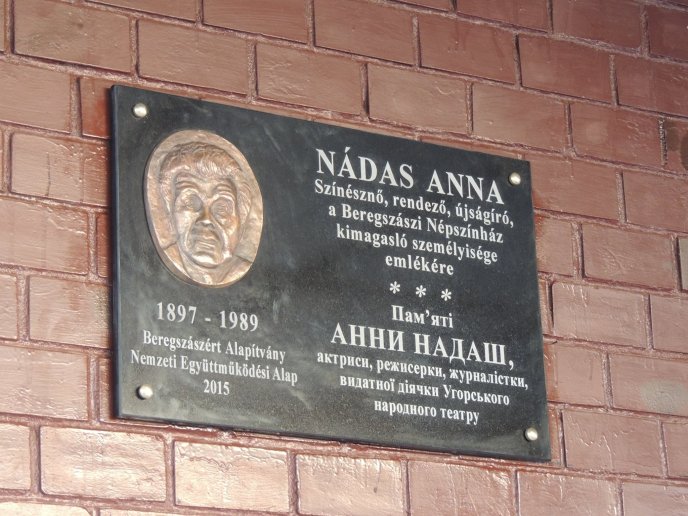 NÁDAS ANNA
Színésznő, rendező, újságíró,
a Beregszászi Népszínház
kimagasló személyisége
emlékére
* * *
Пам'яті
АННИ НАДАШ,
актриси, режисерки, журналістки,
видатної діячки Угорського
народного театру
1897 - 1989
Beregszászért Alapítvány
Nemzeti Együttműködési Alap
2015